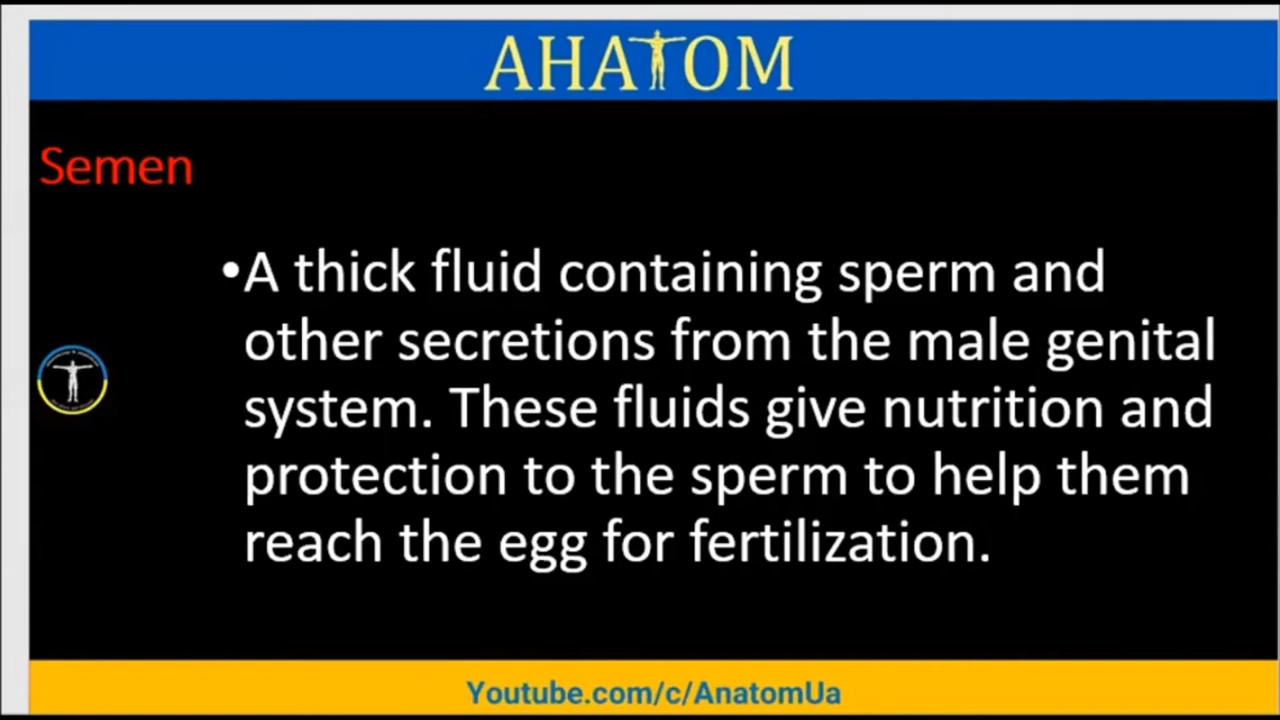 AHATOM
Semen
•A thick fluid containing sperm and
other secretions from the male genital
system. These fluids give nutrition and
protection to the sperm to help them
reach the egg for fertilization.
Youtube.com/c/AnatomUa